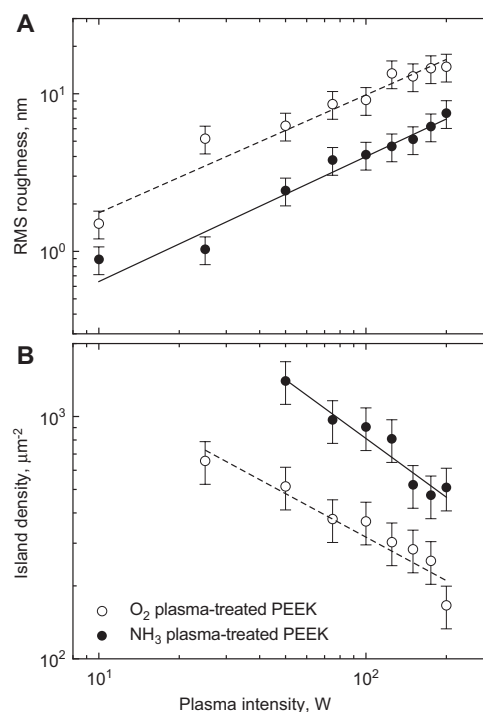 A
RMS roughness, nm
10¹
10⁰
B
Island density, μm⁻²
10³
10²
O₂ plasma-treated PEEK
NH₃ plasma-treated PEEK
10¹ 10²
Plasma intensity, W